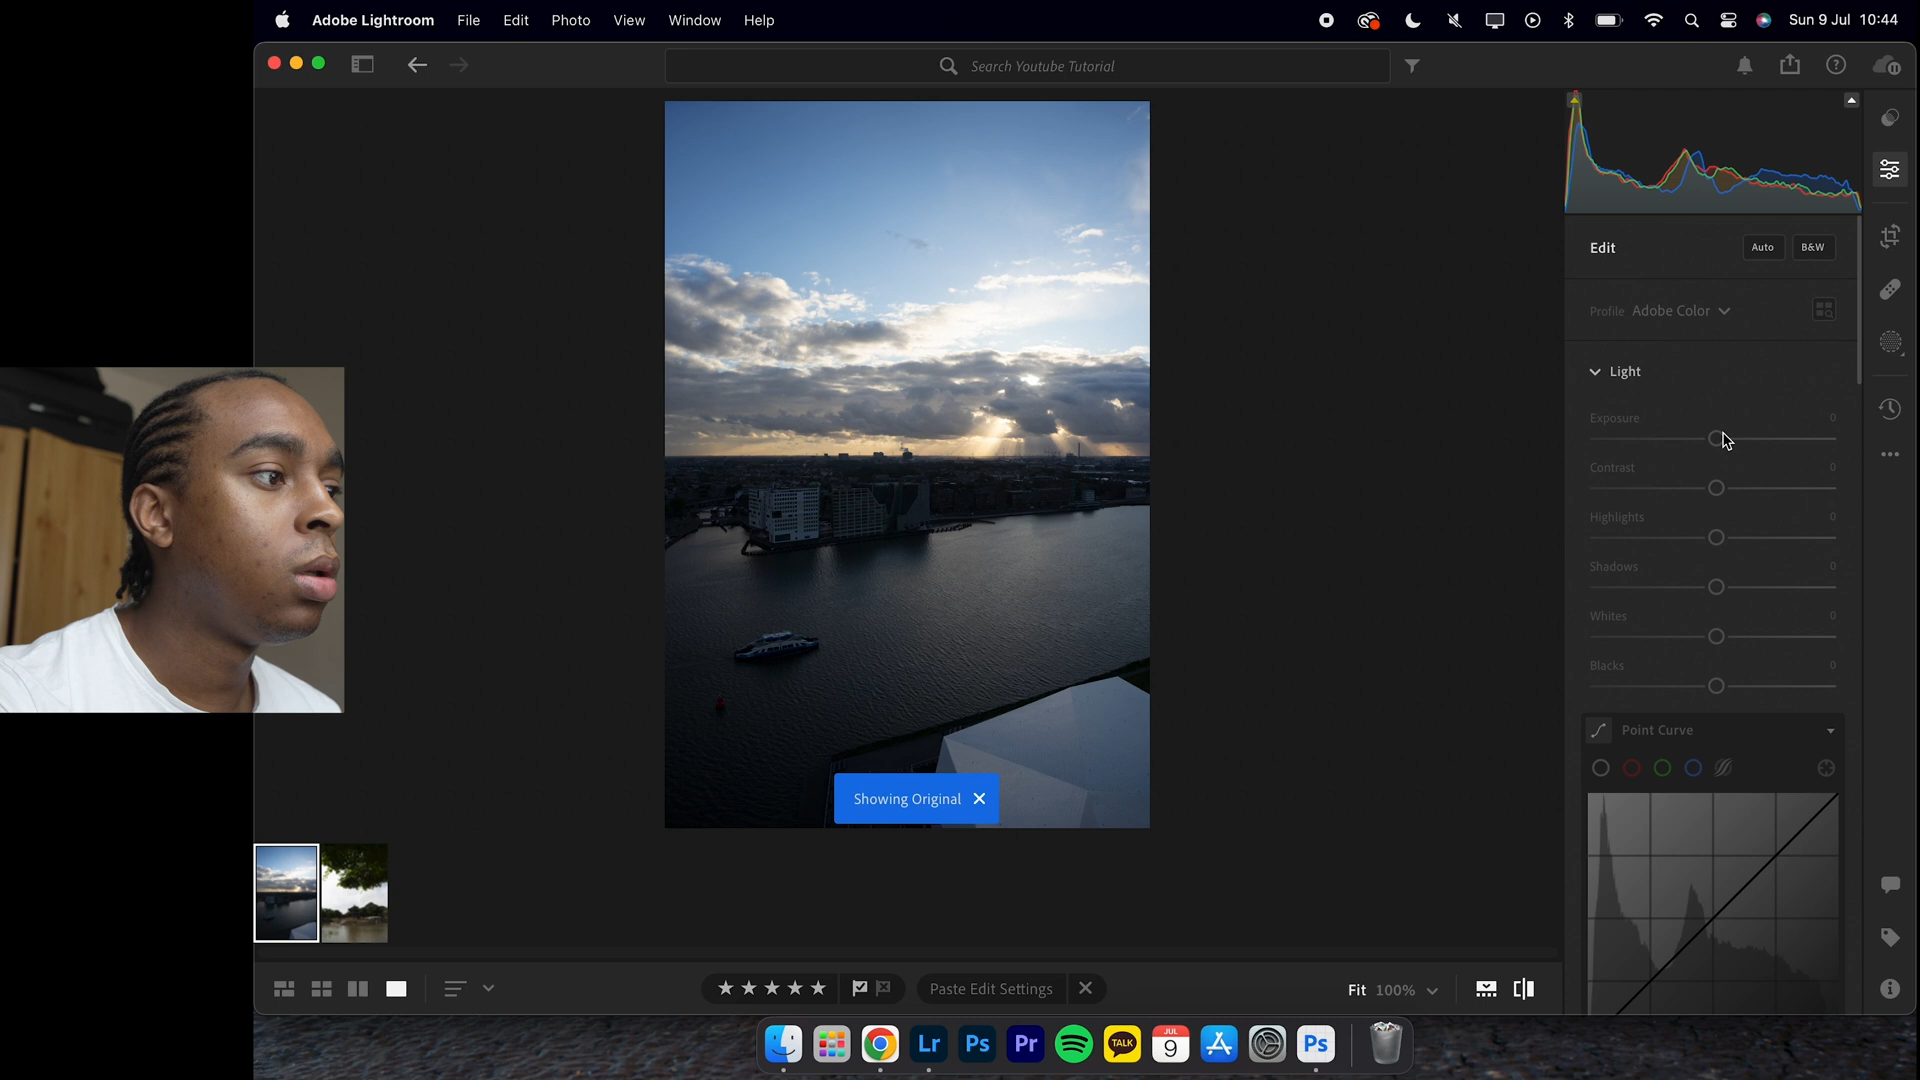 Adobe Lightroom File Edit Photo View Window Help Sun 9 Jul 10:44
Search Youtube Tutorial
Edit Auto B&W
Profile Adobe Color
Light
Exposure 0
Contrast 0
Highlights 0
Shadows 0
Whites 0
Blacks 0
Point Curve
Showing Original
Paste Edit Settings
Fit 100%
Lr Ps Pr TALK JUL 9 Ps